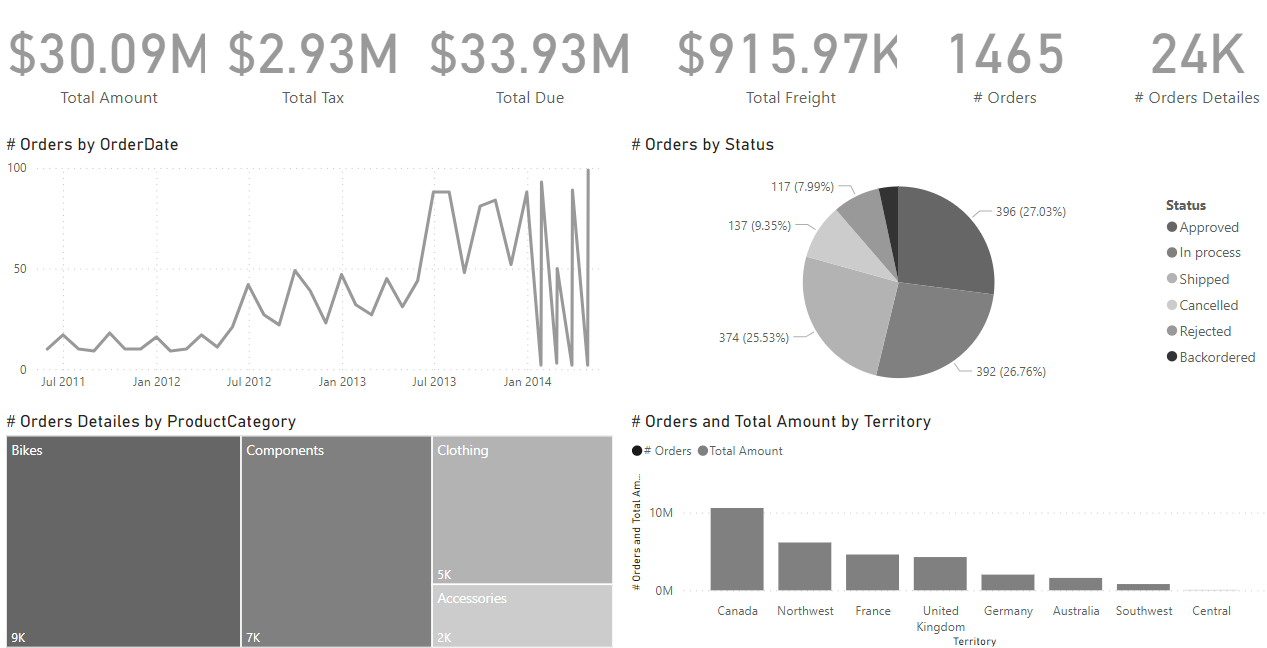 $30.09M $2.93M $33.93M $915.97K 1465 24K
Total Amount Total Tax Total Due Total Freight # Orders # Orders Detailes
# Orders by OrderDate
100
50
0
Jul 2011 Jan 2012 Jul 2012 Jan 2013 Jul 2013 Jan 2014
# Orders by Status
117 (7.99%)
396 (27.03%)
137 (9.35%)
374 (25.53%)
392 (26.76%)
Status
Approved
In process
Shipped
Cancelled
Rejected
Backordered
# Orders Detailes by ProductCategory
Bikes
9K
Components
7K
Clothing
5K
Accessories
2K
# Orders and Total Amount by Territory
# Orders Total Amount
# Orders and Total Am...
10M
0M
Canada Northwest France United Kingdom Germany Australia Southwest Central
Territory